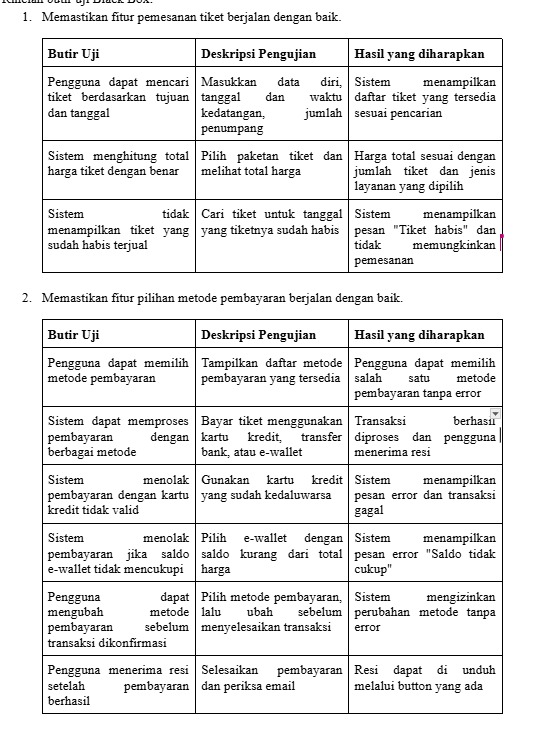 Rincian butir uji Black Box:
1. Memastikan fitur pemesanan tiket berjalan dengan baik.
Butir Uji
Deskripsi Pengujian
Hasil yang diharapkan
Pengguna dapat mencari
tiket berdasarkan tujuan
dan tanggal
Masukkan data diri,
tanggal dan waktu
kedatangan, jumlah
penumpang
Sistem menampilkan
daftar tiket yang tersedia
sesuai pencarian
Sistem menghitung total
harga tiket dengan benar
Pilih paketan tiket dan
melihat total harga
Harga total sesuai dengan
jumlah tiket dan jenis
layanan yang dipilih
Sistem tidak
menampilkan tiket yang
sudah habis terjual
Cari tiket untuk tanggal
yang tiketnya sudah habis
Sistem menampilkan
pesan "Tiket habis" dan
tidak memungkinkan
pemesanan
2. Memastikan fitur pilihan metode pembayaran berjalan dengan baik.
Butir Uji
Deskripsi Pengujian
Hasil yang diharapkan
Pengguna dapat memilih
metode pembayaran
Tampilkan daftar metode
pembayaran yang tersedia
Pengguna dapat memilih
salah satu metode
pembayaran tanpa error
Sistem dapat memproses
pembayaran dengan
berbagai metode
Bayar tiket menggunakan
kartu kredit, transfer
bank, atau e-wallet
Transaksi berhasil
diproses dan pengguna
menerima resi
Sistem menolak
pembayaran dengan kartu
kredit tidak valid
Gunakan kartu kredit
yang sudah kedaluwarsa
Sistem menampilkan
pesan error dan transaksi
gagal
Sistem menolak
pembayaran jika saldo
e-wallet tidak mencukupi
Pilih e-wallet dengan
saldo kurang dari total
harga
Sistem menampilkan
pesan error "Saldo tidak
cukup"
Pengguna dapat
mengubah metode
pembayaran sebelum
transaksi dikonfirmasi
Pilih metode pembayaran,
lalu ubah sebelum
menyelesaikan transaksi
Sistem mengizinkan
perubahan metode tanpa
error
Pengguna menerima resi
setelah pembayaran
berhasil
Selesaikan pembayaran
dan periksa email
Resi dapat di unduh
melalui button yang ada